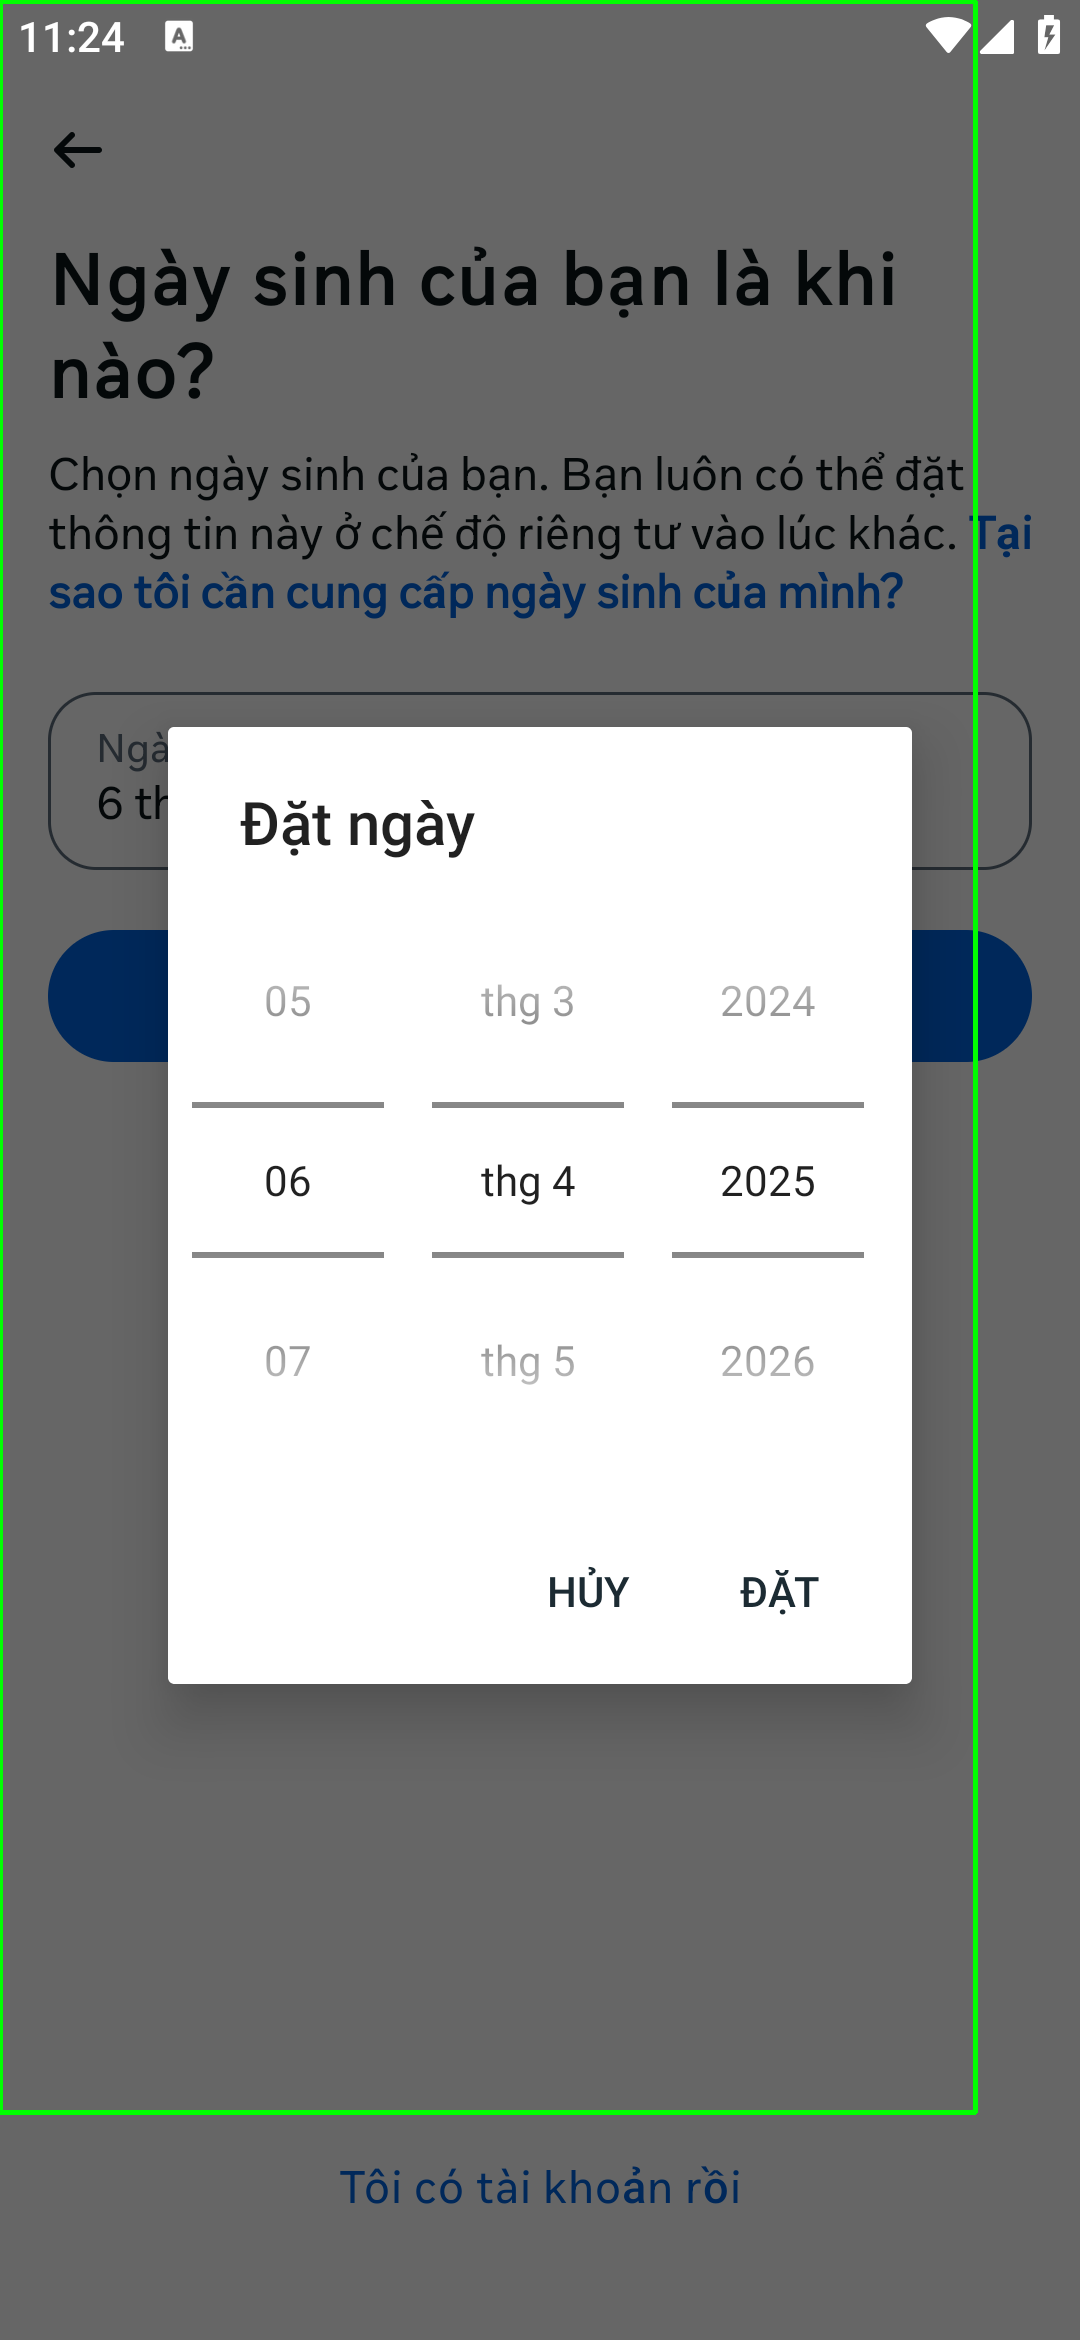 11:24
Ngày sinh của bạn là khi
nào?
Chọn ngày sinh của bạn. Bạn luôn có thể đặt
thông tin này ở chế độ riêng tư vào lúc khác. Tại
sao tôi cần cung cấp ngày sinh của mình?
6
Đặt ngày
05 thg 3 2024
06 thg 4 2025
07 thg 5 2026
HỦY ĐẶT
Tôi có tài khoản rồi